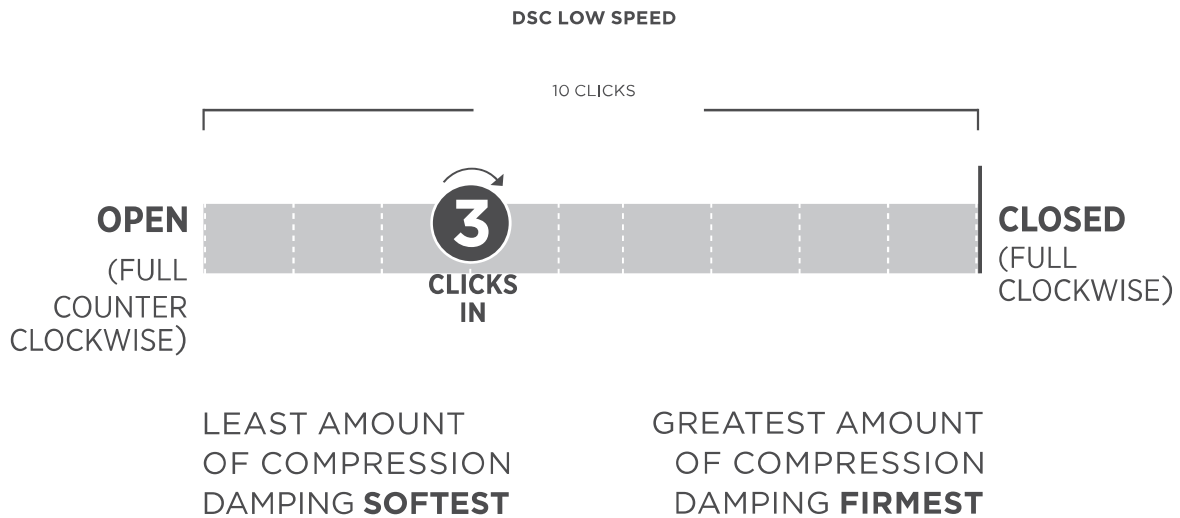 DSC LOW SPEED
10 CLICKS
OPEN
(FULL
COUNTER
CLOCKWISE)
3
CLICKS
IN
CLOSED
(FULL
CLOCKWISE)
LEAST AMOUNT
OF COMPRESSION
DAMPING SOFTEST
GREATEST AMOUNT
OF COMPRESSION
DAMPING FIRMEST